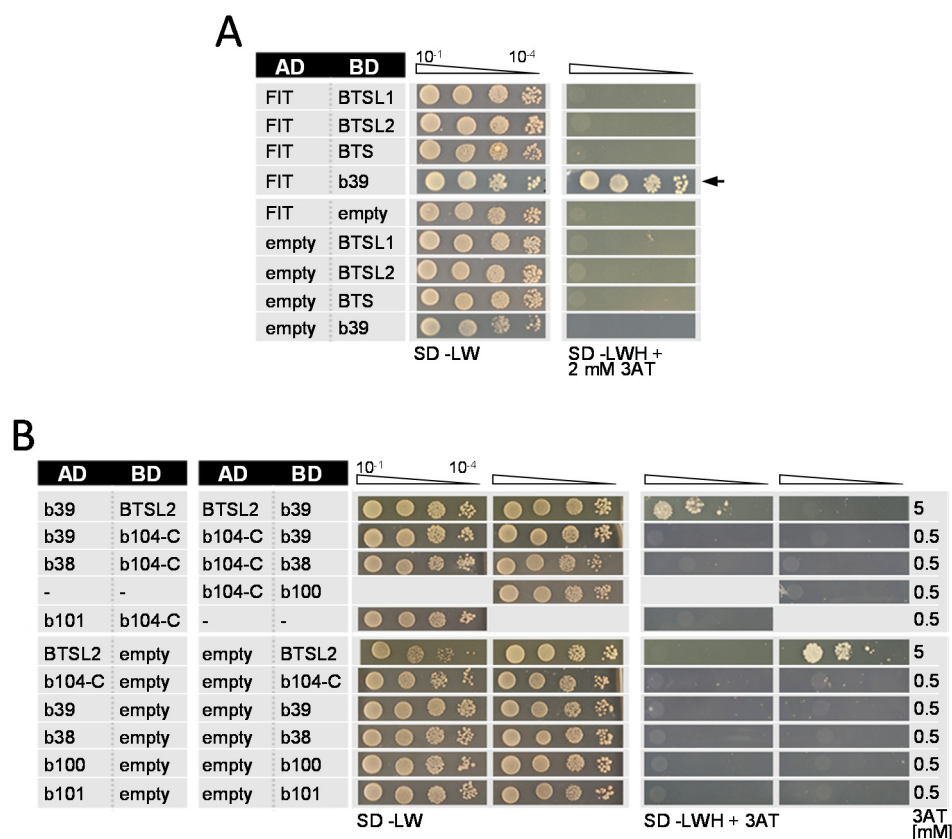 A
AD BD 10-1 10-4
FIT BTSL1
FIT BTSL2
FIT BTS
FIT b39
FIT empty
empty BTSL1
empty BTSL2
empty BTS
empty b39
SD -LW SD -LWH +
2 mM 3AT
B
AD BD AD BD 10-1 10-4
b39 BTSL2 BTSL2 b39 5
b39 b104-C b104-C b39 0.5
b38 b104-C b104-C b38 0.5
- - b104-C b100 0.5
b101 b104-C - - 0.5
BTSL2 empty empty BTSL2 5
b104-C empty empty b104-C 0.5
b39 empty empty b39 0.5
b38 empty empty b38 0.5
b100 empty empty b100 0.5
b101 empty empty b101 0.5
SD -LW SD -LWH + 3AT 3AT
[mM]